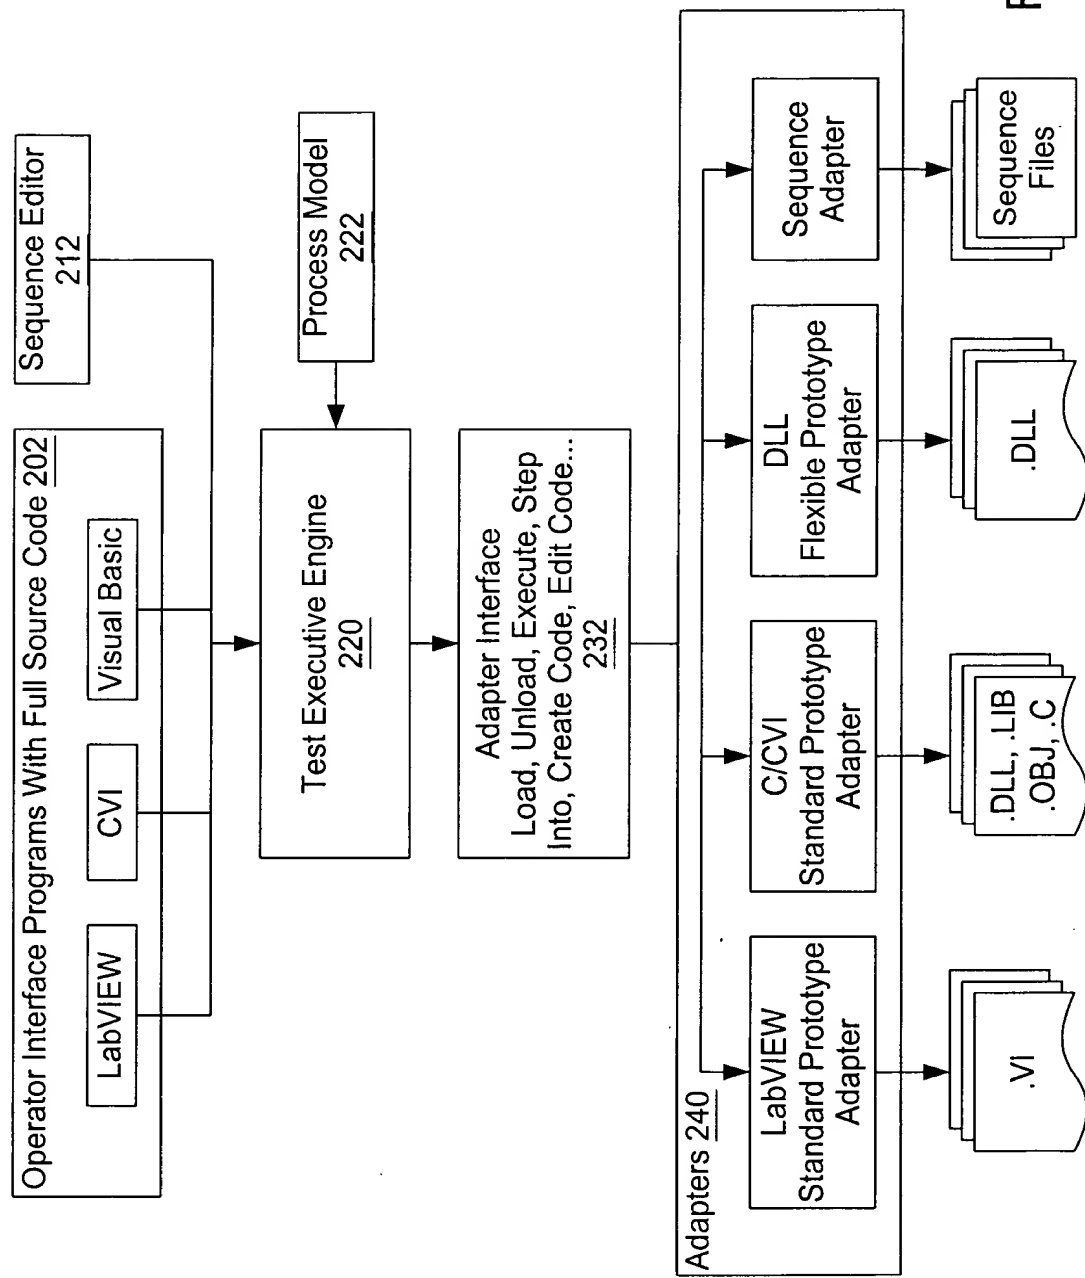 Operator Interface Programs With Full Source Code 202
LabVIEW
CVI
Visual Basic
Sequence Editor
212
Test Executive Engine
220
Process Model
222
Adapter Interface
Load, Unload, Execute, Step
Into, Create Code, Edit Code...
232
Adapters 240
LabVIEW
Standard Prototype
Adapter
C/CVI
Standard Prototype
Adapter
DLL
Flexible Prototype
Adapter
Sequence
Adapter
.VI
.DLL, .LIB
.OBJ, .C
.DLL
Sequence
Files